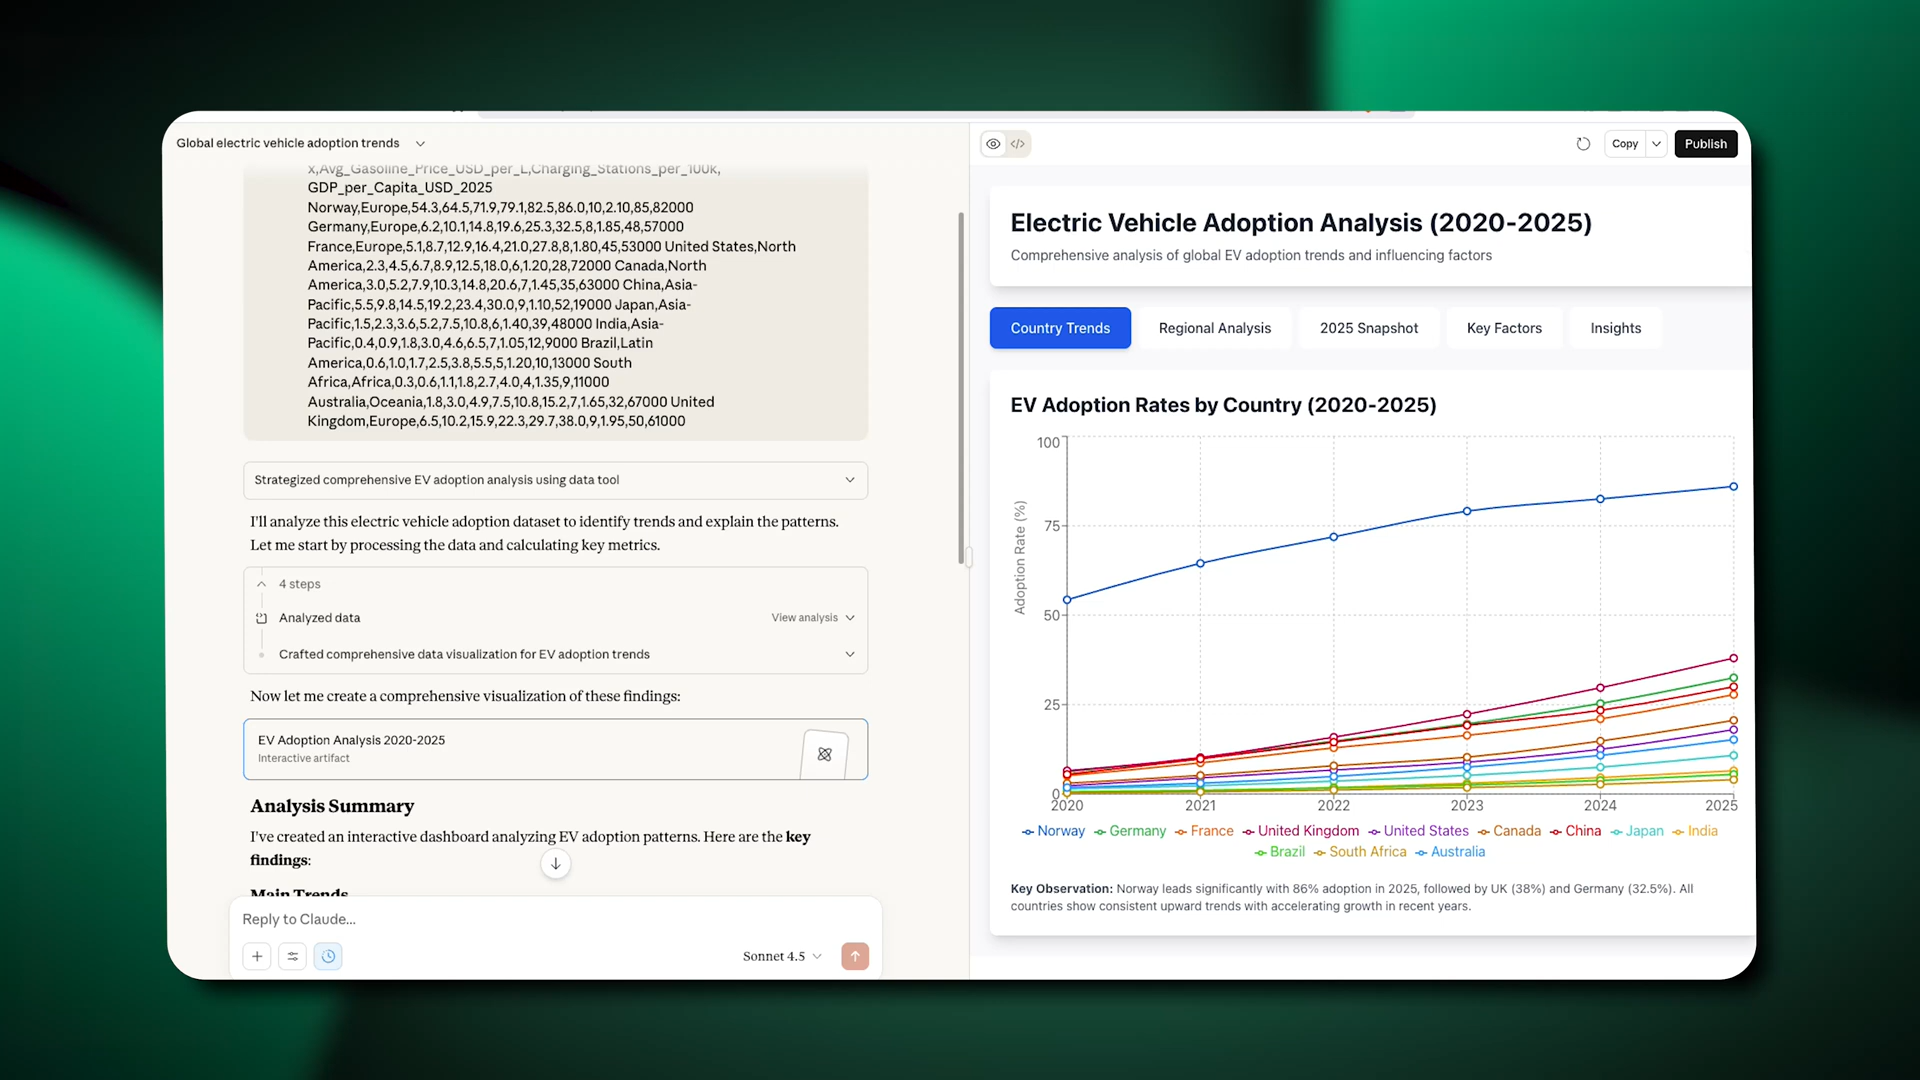 Global electric vehicle adoption trends
x,Avg_Gasoline_Price_USD_per_L,Charging_Stations_per_100k,
GDP_per_Capita_USD_2025
Norway,Europe,54.3,64.5,71.9,79.1,82.5,86.0,10,2.10,85,82000
Germany,Europe,6.2,10.1,14.8,19.6,25.3,32.5,8,1.85,48,57000
France,Europe,5.1,8.7,12.9,16.4,21.0,27.8,8,1.80,45,53000 United States,North
America,2.3,4.5,6.7,8.9,12.5,18.0,6,1.20,28,72000 Canada,North
America,3.0,5.2,7.9,10.3,14.8,20.6,7,1.45,35,63000 China,Asia-
Pacific,5.5,9.8,14.5,19.2,23.4,30.0,9,1.10,52,19000 Japan,Asia-
Pacific,1.5,2.3,3.6,5.2,7.5,10.8,6,1.40,39,48000 India,Asia-
Pacific,0.4,0.9,1.8,3.0,4.6,6.5,7,1.05,12,9000 Brazil,Latin
America,0.6,1.0,1.7,2.5,3.8,5.5,5,1.20,10,13000 South
Africa,Africa,0.3,0.6,1.1,1.8,2.7,4.0,4,1.35,9,11000
Australia,Oceania,1.8,3.0,4.9,7.5,10.8,15.2,7,1.65,32,67000 United
Kingdom,Europe,6.5,10.2,15.9,22.3,29.7,38.0,9,1.95,50,61000
Strategized comprehensive EV adoption analysis using data tool
I'll analyze this electric vehicle adoption dataset to identify trends and explain the patterns.
Let me start by processing the data and calculating key metrics.
4 steps
Analyzed data
View analysis
Crafted comprehensive data visualization for EV adoption trends
Now let me create a comprehensive visualization of these findings:
EV Adoption Analysis 2020-2025
Interactive artifact
Analysis Summary
I've created an interactive dashboard analyzing EV adoption patterns. Here are the key
findings:
Main Trends
Reply to Claude...
Sonnet 4.5
Copy
Publish
Electric Vehicle Adoption Analysis (2020-2025)
Comprehensive analysis of global EV adoption trends and influencing factors
Country Trends
Regional Analysis
2025 Snapshot
Key Factors
Insights
EV Adoption Rates by Country (2020-2025)
Adoption Rate (%)
100
75
50
25
0
2020 2021 2022 2023 2024 2025
Norway Germany France United Kingdom United States Canada China Japan India
Brazil South Africa Australia
Key Observation: Norway leads significantly with 86% adoption in 2025, followed by UK (38%) and Germany (32.5%). All
countries show consistent upward trends with accelerating growth in recent years.